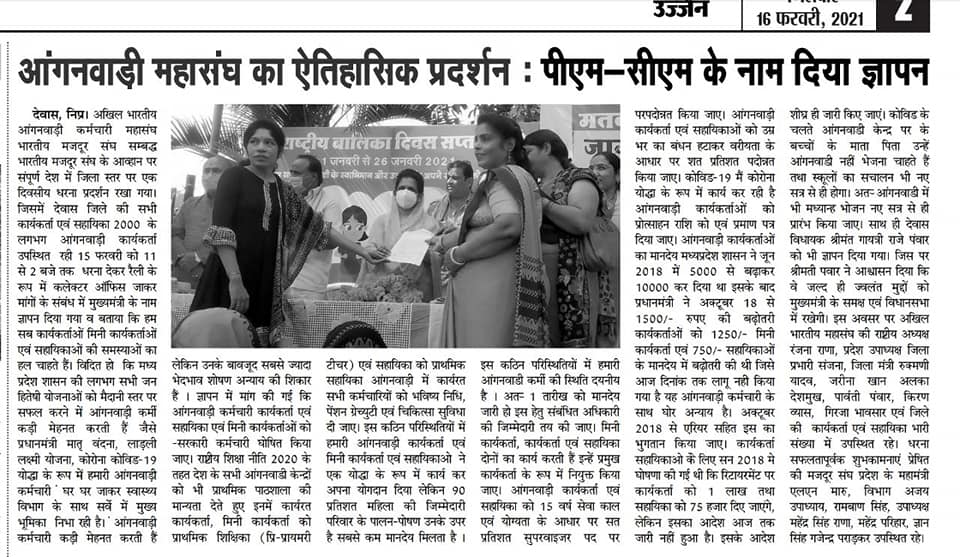 उज्जैन
16 फरवरी, 2021
2
आंगनवाड़ी महासंघ का ऐतिहासिक प्रदर्शन : पीएम-सीएम के नाम दिया ज्ञापन
देवास, निप्र। अखिल भारतीय
आंगनवाड़ी कर्मचारी महासंघ
भारतीय मजदूर संघ सम्बद्ध
भारतीय मजदूर संघ के आव्हान पर
संपूर्ण देश में जिला स्तर पर एक
दिवसीय धरना प्रदर्शन रखा गया।
जिसमें देवास जिले की सभी
कार्यकर्ता एवं सहायिका 2000 के
लगभग आंगनवाड़ी कार्यकर्ता
उपस्थित रही 15 फरवरी को 11
से 2 बजे तक धरना देकर रैली के
रूप में कलेक्टर ऑफिस जाकर
मांगों के संबंध में मुख्यमंत्री के नाम
ज्ञापन दिया गया व बताया कि हम
सब कार्यकर्ताओं मिनी कार्यकर्ताओं
एवं सहायिकाओं की समस्याओं का
हल चाहते हैं। विदित हो कि मध्य
प्रदेश शासन की लगभग सभी जन
हितेषी योजनाओं को मैदानी स्तर पर
सफल करने में आंगनवाड़ी कर्मी
कड़ी मेहनत करती हैं जैसे
प्रधानमंत्री मातृ वंदना, लाड़ली
लक्ष्मी योजना, कोरोना कोविड-19
योद्धा के रूप में हमारी आंगनवाड़ी
कर्मचारी घर घर जाकर स्वास्थ्य
विभाग के साथ सर्वे में मुख्य
भूमिका निभा रही है। आंगनवाड़ी
कर्मचारी कड़ी मेहनत करती हैं
राष्ट्रीय बालिका दिवस सप्त
जनवरी से 26 जनवरी 2021
के स्वाभिमान और
मतद
लेकिन उनके बावजूद सबसे ज्यादा
भेदभाव शोषण अन्याय की शिकार
हैं । ज्ञापन में मांग की गई कि
आंगनवाड़ी कर्मचारी कार्यकर्ता एवं
सहायिका एवं मिनी कार्यकर्ताओं को
-सरकारी कर्मचारी घोषित किया
जाए। राष्ट्रीय शिक्षा नीति 2020 के
तहत देश के सभी आंगनवाड़ी केन्द्रों
को भी प्राथमिक पाठशाला की
मान्यता देते हुए इनमें कार्यरत
कार्यकर्ता, मिनी कार्यकर्ता को
प्राथमिक शिक्षिका (प्रि-प्रायमरी
टीचर) एवं सहायिका को प्राथमिक
सहायिका आंगनवाड़ी में कार्यरत
सभी कर्मचारियों को भविष्य निधि,
पेंशन ग्रेच्युटी एवं चिकित्सा सुविधा
दी जाए। इस कठिन परिस्थितियों में
हमारी आंगनवाड़ी कार्यकर्ता एवं
मिनी कार्यकर्ता एवं सहायिकाओ ने
एक योद्धा के रूप में कार्य कर
अपना योगदान दिया लेकिन 90
प्रतिशत महिला की जिम्मेदारी
परिवार के पालन-पोषण उनके उपर
है सबसे कम मानदेय मिलता है ।
इस कठिन परिस्थितियों में हमारी
आंगनवाड़ी कर्मी की स्थिति दयनीय
है । अतः 1 तारीख को मानदेय
जारी हो इस हेतु संबंधित अधिकारी
की जिम्मेदारी तय की जाए। मिनी
कार्यकर्ता, कार्यकर्ता एवं सहायिका
दोनों का कार्य करती हैं इन्हें प्रमुख
कार्यकर्ता के रूप में नियुक्त किया
जाए। आंगनवाड़ी कार्यकर्ता एवं
सहायिका को 15 वर्ष सेवा काल
एवं योग्यता के आधार पर सत
प्रतिशत सुपरवाइजर पद पर
परपदोन्नत किया जाए। आंगनवाड़ी
कार्यकर्ता एवं सहायिकाओं को उम्र
भर का बंधन हटाकर वरीयता के
आधार पर शत प्रतिशत पदोन्नत
किया जाए। कोविड-19 में कोरोना
योद्धा के रूप में कार्य कर रही है
आंगनवाड़ी कार्यकर्ताओं को
प्रोत्साहन राशि को एवं प्रमाण पत्र
दिया जाए। आंगनवाड़ी कार्यकर्ताओं
का मानदेय मध्यप्रदेश शासन ने जून
2018 में 5000 से बढ़ाकर
10000 कर दिया था इसके बाद
प्रधानमंत्री ने अक्टूबर 18 से
1500/- रुपए की बढ़ोतरी
कार्यकर्ताओं को 1250/- मिनी
कार्यकर्ता एवं 750/- सहायिकाओं
के मानदेय में बढ़ोतरी की थी जिसे
आज दिनांक तक लागू नही किया
गया है यह आंगनवाड़ी कर्मचारी के
साथ घोर अन्याय है। अक्टूबर
2018 से एरियर सहित इस का
भुगतान किया जाए। कार्यकर्ता
सहायिकाओं के लिए सन 2018 मे
घोषणा की गई थी कि रिटायरमेंट पर
कार्यकर्ता को 1 लाख तथा
सहायिका को 75 हजार दिए जाएंगे,
लेकिन इसका आदेश आज तक
जारी नहीं हुआ है। इसके आदेश
शीघ्र ही जारी किए जाएं। कोविड के
चलते आंगनवाडी केन्द्र पर के
बच्चों के माता पिता उन्हें
आंगनवाडी नहीं भेजना चाहते हैं
तथा स्कूलों का सचालन भी नए
सत्र से ही होगा। अतः आंगनवाडी में
भी मध्यान्ह भोजन नए सत्र से ही
प्रारंभ किया जाए। साथ ही देवास
विधायक श्रीमंत गायत्री राजे पंवार
को भी ज्ञापन दिया गया। जिस पर
श्रीमती पवार ने आश्वासन दिया कि
वे जल्द ही ज्वलंत मुद्दों को
मुख्यमंत्री के समक्ष एवं विधानसभा
में रखेगी। इस अवसर पर अखिल
भारतीय महासंघ की राष्टीय अध्यक्ष
रंजना राणा, प्रदेश उपाध्यक्ष जिला
प्रभारी संजना, जिला मंत्री रुकमणी
यादव, जरीना खान अलका
देशमुख, पार्वती पंवार, किरण
व्यास, गिरजा भावसार एवं जिले
की कार्यकर्ता एवं सहायिका भारी
संख्या में उपस्थित रहे। धरना
सफलतापूर्वक शुभकामनाएं प्रेषित
की मजदूर संघ प्रदेश के महामंत्री
एलएन मारु, विभाग अजय
उपाध्याय, रामबाण सिंह, उपाध्यक्ष
महेंद्र सिंह राणा, महेंद्र परिहार, ज्ञान
सिंह गजेन्द्र पराड़कर उपस्थित रहे।